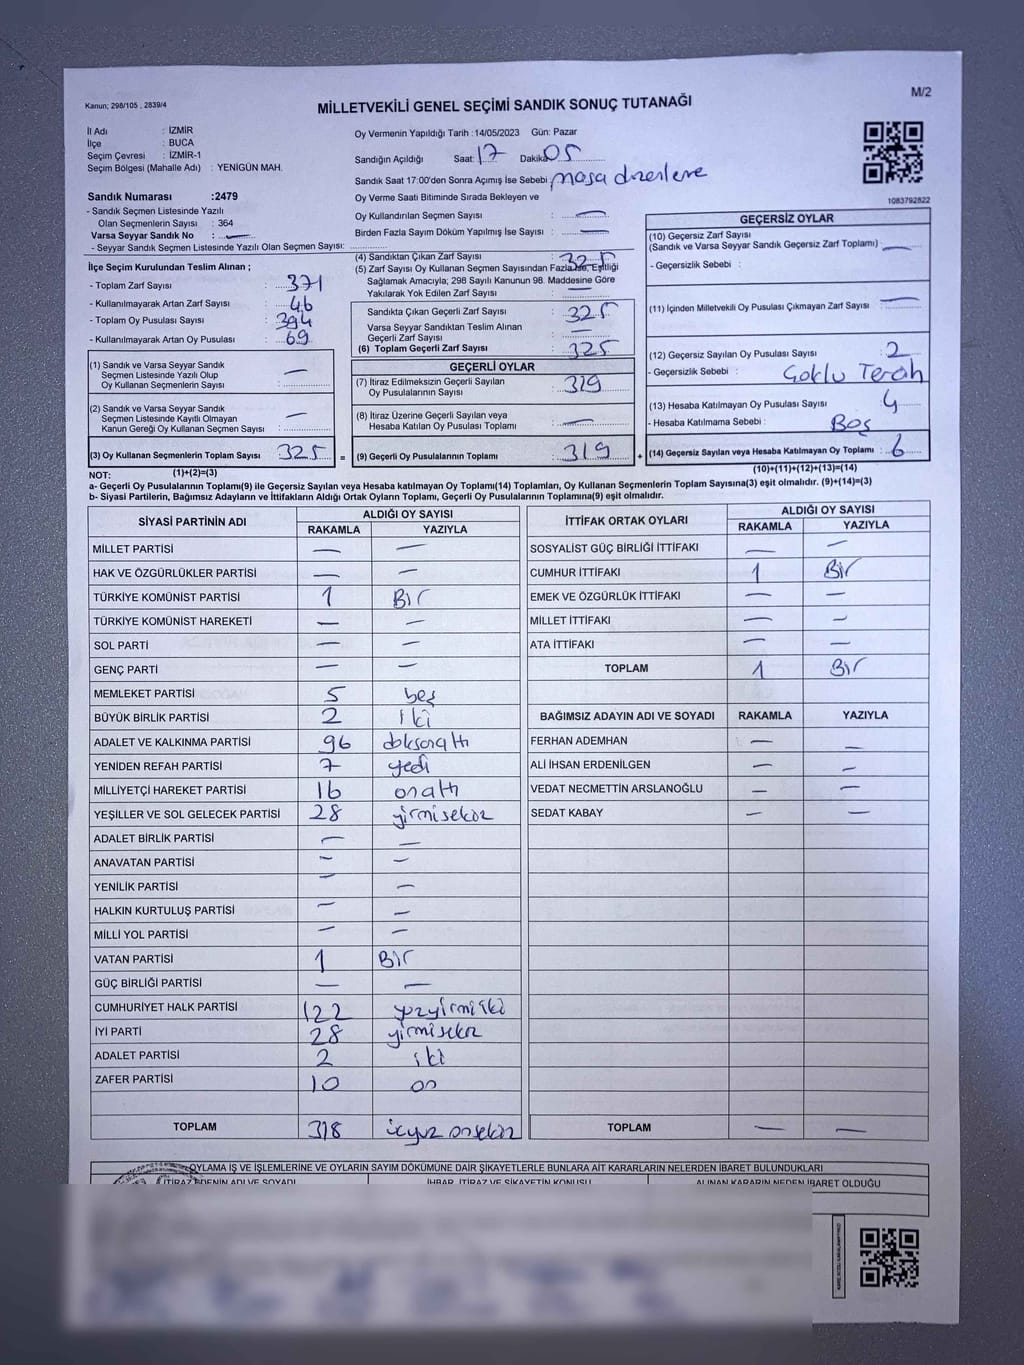 Kanun; 298/105 , 2839/4
MİLLETVEKİLİ GENEL SEÇİMİ SANDIK SONUÇ TUTANAĞI
M/2
İl Adı : İZMİR
İlçe : BUCA
Seçim Çevresi : İZMİR-1
Seçim Bölgesi (Mahalle Adı) : YENİGÜN MAH.
Sandık Numarası :2479
- Sandık Seçmen Listesinde Yazılı
Olan Seçmenlerin Sayısı : 364
Varsa Seyyar Sandık No : —
- Seyyar Sandık Seçmen Listesinde Yazılı Olan Seçmen Sayısı:
Oy Vermenin Yapıldığı Tarih :14/05/2023 Gün: Pazar
Sandığın Açıldığı Saat: 17 Dakika 05
Sandık Saat 17:00'den Sonra Açımış İse Sebebi masa düzenleme
Oy Verme Saati Bitiminde Sırada Bekleyen ve
Oy Kullandırılan Seçmen Sayısı : —
Birden Fazla Sayım Döküm Yapılmış İse Sayısı : —
1083792822
İlçe Seçim Kurulundan Teslim Alınan ;
- Toplam Zarf Sayısı : 371
- Kullanılmayarak Artan Zarf Sayısı : 46
- Toplam Oy Pusulası Sayısı : 394
- Kullanılmayarak Artan Oy Pusulası : 69
(4) Sandıktan Çıkan Zarf Sayısı : 325
(5) Zarf Sayısı Oy Kullanan Seçmen Sayısından Fazla İse, Eşitliği
Sağlamak Amacıyla; 298 Sayılı Kanunun 98. Maddesine Göre
Yakılarak Yok Edilen Zarf Sayısı : —
Sandıkta Çıkan Geçerli Zarf Sayısı : 325
Varsa Seyyar Sandıktan Teslim Alınan
Geçerli Zarf Sayısı : —
(6) Toplam Geçerli Zarf Sayısı : 325
GEÇERSİZ OYLAR
(10) Geçersiz Zarf Sayısı
(Sandık ve Varsa Seyyar Sandık Geçersiz Zarf Toplamı) : —
- Geçersizlik Sebebi :
(11) İçinden Milletvekili Oy Pusulası Çıkmayan Zarf Sayısı : —
(12) Geçersiz Sayılan Oy Pusulası Sayısı : 2
- Geçersizlik Sebebi : Çoklu Tercih
(13) Hesaba Katılmayan Oy Pusulası Sayısı : 4
- Hesaba Katılmama Sebebi : Boş
(14) Geçersiz Sayılan veya Hesaba Katılmayan Oy Toplamı : 6
(10)+(11)+(12)+(13)=(14)
(1) Sandık ve Varsa Seyyar Sandık
Seçmen Listesinde Yazılı Olup
Oy Kullanan Seçmenlerin Sayısı : —
(2) Sandık ve Varsa Seyyar Sandık
Seçmen Listesinde Kayıtlı Olmayan
Kanun Gereği Oy Kullanan Seçmen Sayısı : —
(3) Oy Kullanan Seçmenlerin Toplam Sayısı : 325 =
(1)+(2)=(3)
GEÇERLİ OYLAR
(7) İtiraz Edilmeksizin Geçerli Sayılan
Oy Pusulalarının Sayısı : 319
(8) İtiraz Üzerine Geçerli Sayılan veya
Hesaba Katılan Oy Pusulası Toplamı : —
(9) Geçerli Oy Pusulalarının Toplamı : 319 +
NOT:
a- Geçerli Oy Pusulalarının Toplamı(9) ile Geçersiz Sayılan veya Hesaba katılmayan Oy Toplamı(14) Toplamları, Oy Kullanan Seçmenlerin Toplam Sayısına(3) eşit olmalıdır. (9)+(14)=(3)
b- Siyasi Partilerin, Bağımsız Adayların ve İttifakların Aldığı Ortak Oyların Toplamı, Geçerli Oy Pusulalarının Toplamına(9) eşit olmalıdır.
SİYASİ PARTİNİN ADI ALDIĞI OY SAYISI
RAKAMLA YAZIYLA
MİLLET PARTİSİ — —
HAK VE ÖZGÜRLÜKLER PARTİSİ — —
TÜRKİYE KOMÜNİST PARTİSİ 1 Bir
TÜRKİYE KOMÜNİST HAREKETİ — —
SOL PARTİ — —
GENÇ PARTİ — —
MEMLEKET PARTİSİ 5 beş
BÜYÜK BİRLİK PARTİSİ 2 iki
ADALET VE KALKINMA PARTİSİ 96 doksanaltı
YENİDEN REFAH PARTİSİ 7 yedi
MİLLİYETÇİ HAREKET PARTİSİ 16 onaltı
YEŞİLLER VE SOL GELECEK PARTİSİ 28 yirmisekiz
ADALET BİRLİK PARTİSİ — —
ANAVATAN PARTİSİ — —
YENİLİK PARTİSİ — —
HALKIN KURTULUŞ PARTİSİ — —
MİLLİ YOL PARTİSİ — —
VATAN PARTİSİ 1 Bir
GÜÇ BİRLİĞİ PARTİSİ — —
CUMHURİYET HALK PARTİSİ 122 yüzyirmiiki
İYİ PARTİ 28 yirmisekiz
ADALET PARTİSİ 2 iki
ZAFER PARTİSİ 10 on
TOPLAM 318 üçyüz onsekiz
İTTİFAK ORTAK OYLARI ALDIĞI OY SAYISI
RAKAMLA YAZIYLA
SOSYALİST GÜÇ BİRLİĞİ İTTİFAKI — —
CUMHUR İTTİFAKI 1 Bir
EMEK VE ÖZGÜRLÜK İTTİFAKI — —
MİLLET İTTİFAKI — —
ATA İTTİFAKI — —
TOPLAM 1 Bir
BAĞIMSIZ ADAYIN ADI VE SOYADI RAKAMLA YAZIYLA
FERHAN ADEMHAN — —
ALİ İHSAN ERDENİLGEN — —
VEDAT NECMETTİN ARSLANOĞLU — —
SEDAT KABAY — —
TOPLAM — —
OYLAMA İŞ VE İŞLEMLERİNE VE OYLARIN SAYIM DÖKÜMÜNE DAİR ŞİKAYETLERLE BUNLARA AİT KARARLARIN NELERDEN İBARET BULUNDUKLARI
İTİRAZ EDENİN ADI VE SOYADI İHBAR, İTİRAZ VE ŞİKAYETİN KONUSU ALINAN KARARIN NEDEN İBARET OLDUĞU